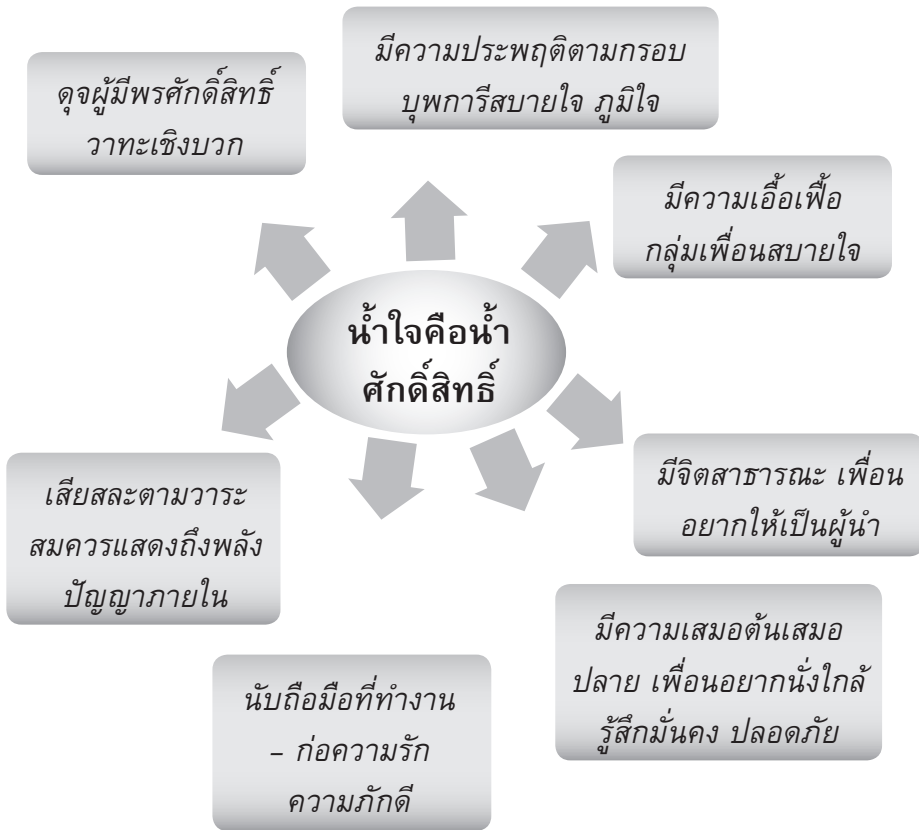 ดุจผู้มีพรศักดิ์สิทธิ์
วาทะเชิงบวก
มีความประพฤติตามกรอบ
บุพการีสบายใจ ภูมิใจ
มีความเอื้อเฟื้อ
กลุ่มเพื่อนสบายใจ
น้ำใจคือน้ำ
ศักดิ์สิทธิ์
มีจิตสาธารณะ เพื่อน
อยากให้เป็นผู้นำ
เสียสละตามวาระ
สมควรแสดงถึงพลัง
ปัญญาภายใน
มีความเสมอต้นเสมอ
ปลาย เพื่อนอยากนั่งใกล้
รู้สึกมั่นคง ปลอดภัย
นับถือมือที่ทำงาน
– ก่อความรัก
ความภักดี